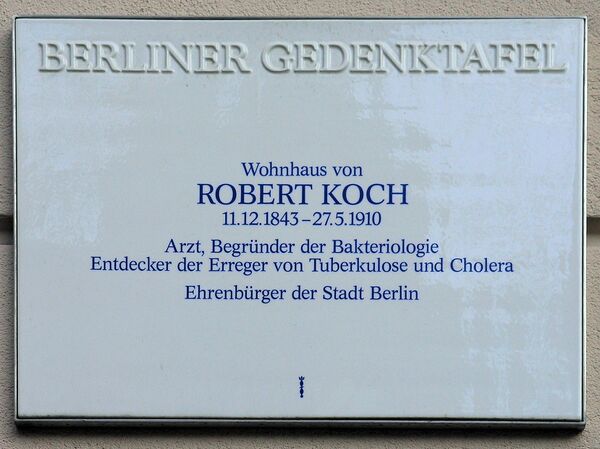 BERLINER GEDENKTAFEL
Wohnhaus von
ROBERT KOCH
11.12.1843 – 27.5.1910
Arzt, Begründer der Bakteriologie
Entdecker der Erreger von Tuberkulose und Cholera
Ehrenbürger der Stadt Berlin